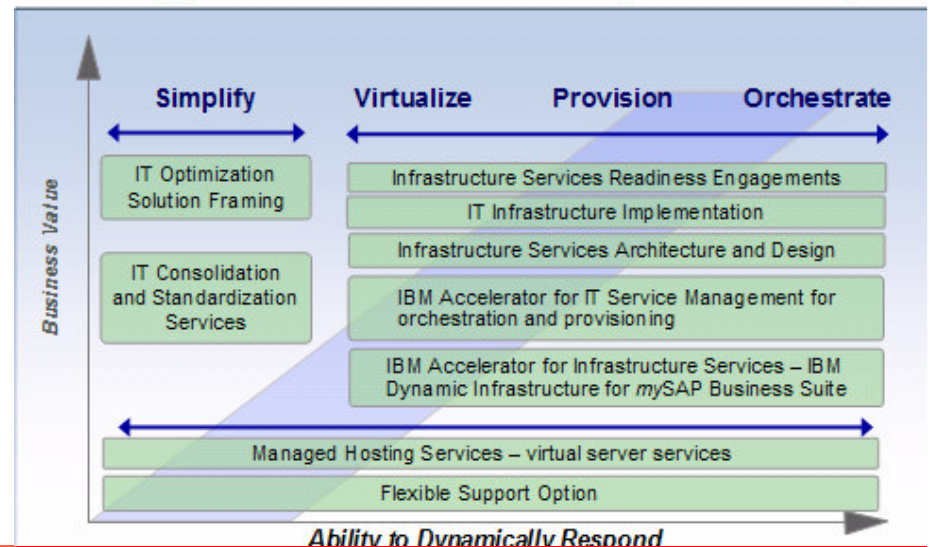 Simplify
Virtualize
Provision
Orchestrate
IT Optimization
Solution Framing
IT Consolidation
and Standardization
Services
Infrastructure Services Readiness Engagements
IT Infrastructure Implementation
Infrastructure Services Architecture and Design
IBM Accelerator for IT Service Management for
orchestration and provisioning
IBM Accelerator for Infrastructure Services – IBM
Dynamic Infrastructure for mySAP Business Suite
Managed Hosting Services – virtual server services
Flexible Support Option
Business Value
Ability to Dynamically Respond